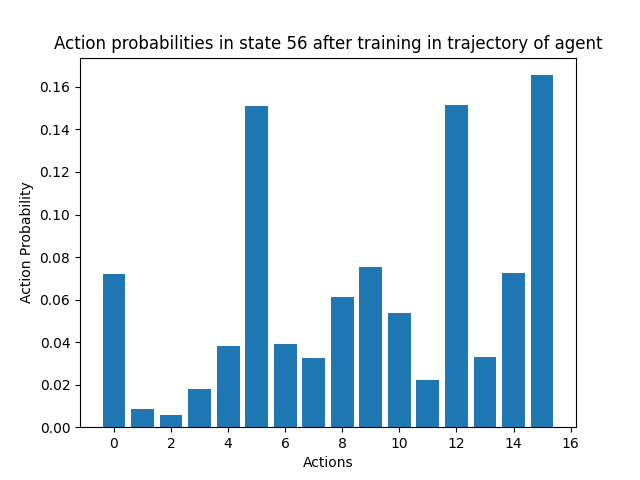 Action probabilities in state 56 after training in trajectory of agent
0.16
0.14
0.12
0.10
0.08
0.06
0.04
0.02
0.00
Action Probability
0 2 4 6 8 10 12 14 16
Actions